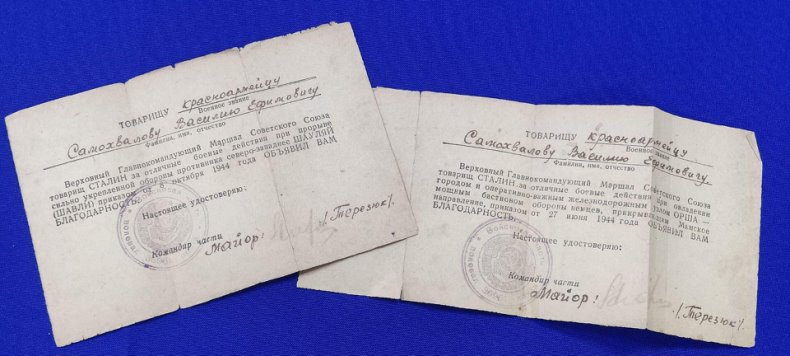 ТОВАРИЩУ красноармейцу
Военное звание
Самохвалову Василию Ефимовичу
Фамилия, имя, отчество
Верховный Главнокомандующий Маршал Советского Союза
товарищ СТАЛИН за отличные боевые действия при прорыве
сильно укрепленной обороны противника северо-западнее ШАУЛЯЙ
(ШАВЛИ) приказом от 8 октября 1944 года ОБЪЯВИЛ ВАМ
БЛАГОДАРНОСТЬ.
Настоящее удостоверяю:
Командир части
Майор: /Терезюк/.
ТОВАРИЩУ красноармейцу
Военное звание
Самохвалову Василию Ефимовичу.
Фамилия, имя, отчество
Верховный Главнокомандующий Маршал Советского Союза
товарищ СТАЛИН за отличные боевые действия при овладении
городом и оперативно-важным железнодорожным узлом ОРША —
мощным бастионом обороны немцев, прикрывающим Минское
направление, приказом от 27 июня 1944 года ОБЪЯВИЛ ВАМ
БЛАГОДАРНОСТЬ.
Настоящее удостоверяю:
Командир части
Майор: /Терезюк/.